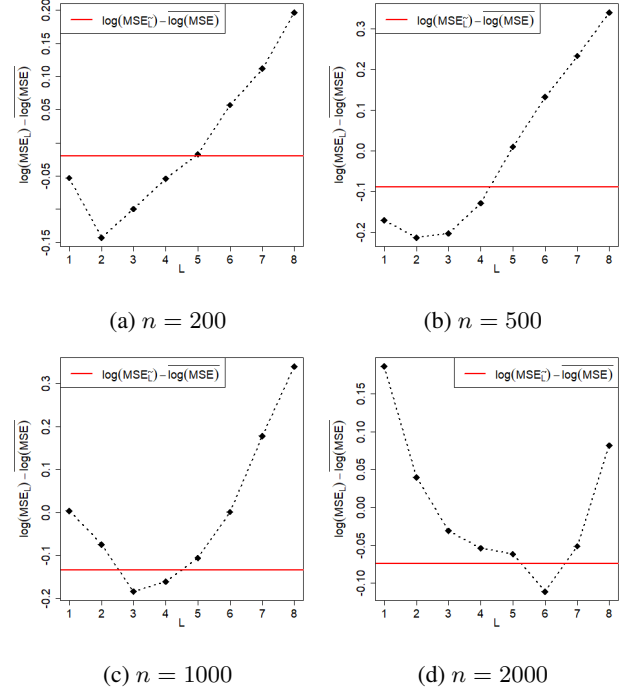 log(MSE_L̃) − log(MSE)
log(MSE_L) − log(MSE)
0.20
0.15
0.05
-0.05
-0.15
1 2 3 4 5 6 7 8
L
(a) n = 200
log(MSE_L̃) − log(MSE)
log(MSE_L) − log(MSE)
0.3
0.2
0.1
0.0
-0.1
-0.2
1 2 3 4 5 6 7 8
L
(b) n = 500
log(MSE_L̃) − log(MSE)
log(MSE_L) − log(MSE)
0.3
0.2
0.1
0.0
-0.1
-0.2
1 2 3 4 5 6 7 8
L
(c) n = 1000
log(MSE_L̃) − log(MSE)
log(MSE_L) − log(MSE)
0.15
0.10
0.05
0.00
-0.05
-0.10
1 2 3 4 5 6 7 8
L
(d) n = 2000